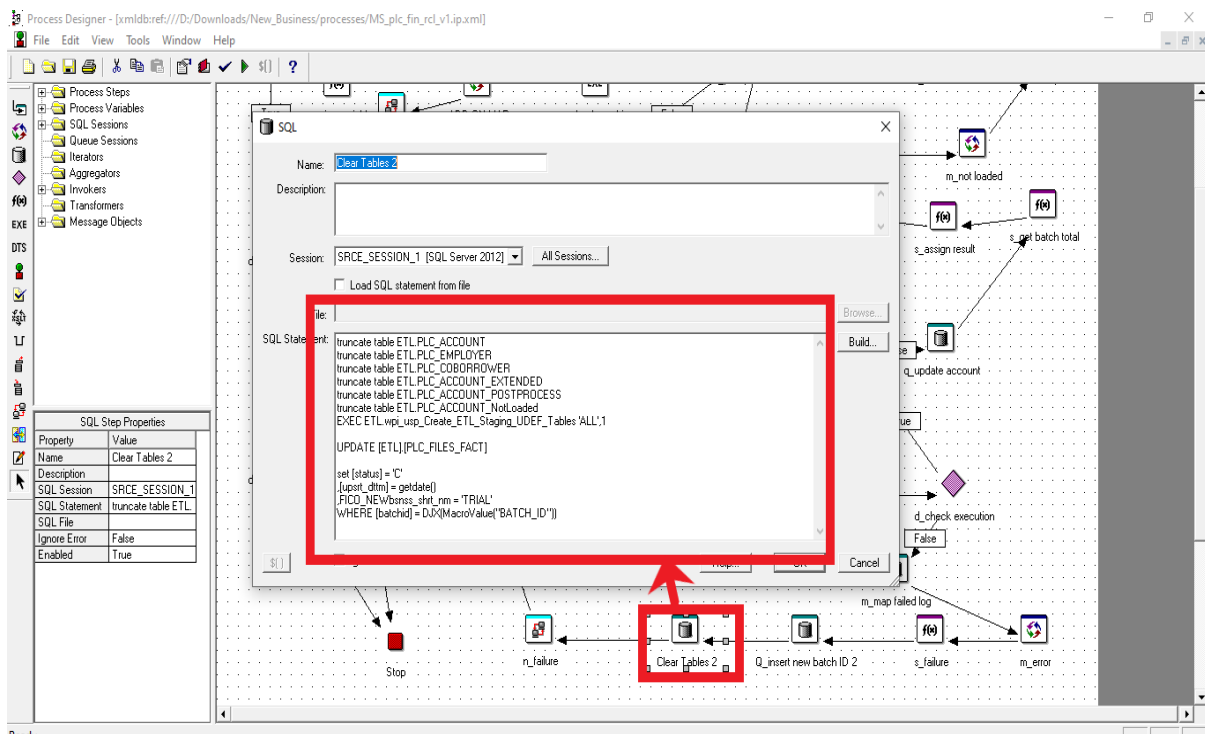 Process Designer - [xmldb:ref:///D:/Downloads/New_Business/processes/MS_plc_fin_rcl_v1.ip.xml]
File Edit View Tools Window Help
Process Steps
Process Variables
SQL Sessions
Queue Sessions
Iterators
Aggregators
Invokers
Transformers
Message Objects
f(x)
EXE
DTS
SQL Step Properties
Property Value
Name Clear Tables 2
Description
SQL Session SRCE_SESSION_1
SQL Statement truncate table ETL.
SQL File
Ignore Error False
Enabled True
SQL
Name: Clear Tables 2
Description:
Session: SRCE_SESSION_1 [SQL Server 2012] All Sessions...
Load SQL statement from file
File: Browse...
SQL Statement: Build...
truncate table ETL.PLC_ACCOUNT
truncate table ETL.PLC_EMPLOYER
truncate table ETL.PLC_COBORROWER
truncate table ETL.PLC_ACCOUNT_EXTENDED
truncate table ETL.PLC_ACCOUNT_POSTPROCESS
truncate table ETL.PLC_ACCOUNT_NotLoaded
EXEC ETL.wpi_usp_Create_ETL_Staging_UDEF_Tables 'ALL',1
UPDATE [ETL].[PLC_FILES_FACT]
set [status] = 'C'
,[upsrt_dttm] = getdate()
,FICO_NEWbsnss_shrt_nm = 'TRIAL'
WHERE [batchid] = DJX(MacroValue("BATCH_ID"))
$( )
Cancel
m_not loaded
f(x)
f(x)
s_assign result
s_get batch total
q_update account
d_check execution
False
m_map failed log
Stop
n_failure
Clear Tables 2
Q_insert new batch ID 2
f(x)
s_failure
m_error